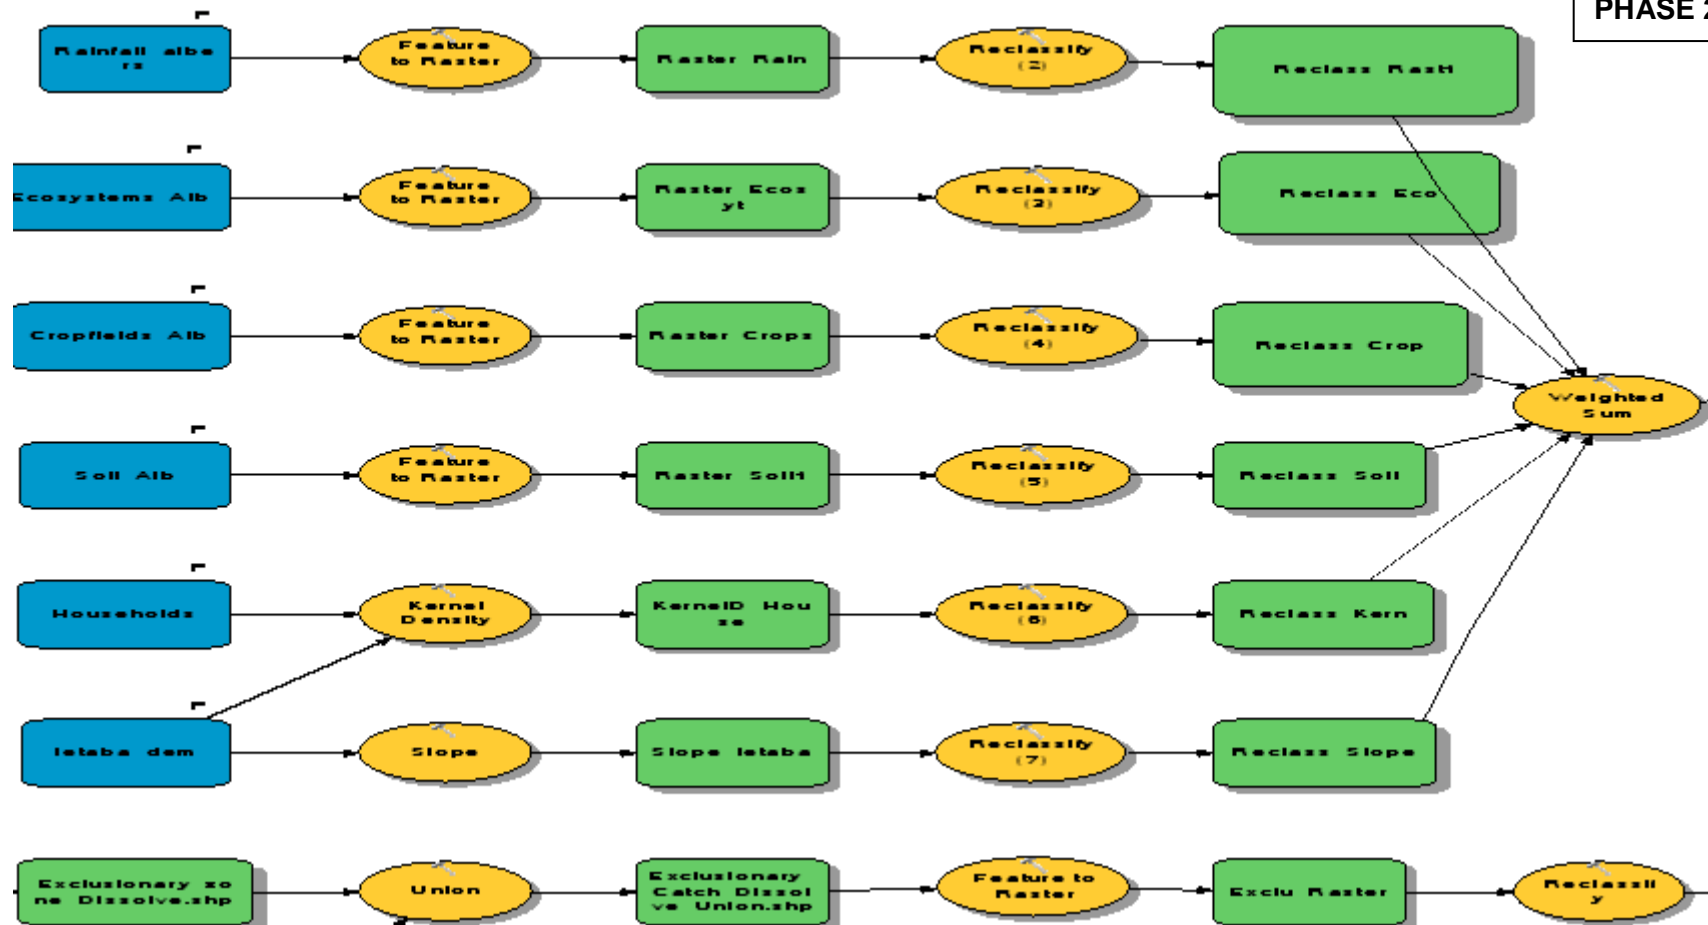 PHASE 2
Rainfall albe
rs
Feature
to Raster
Raster Rain
Reclassify
(2)
Reclass Rast1
Ecosystems Alb
Feature
to Raster
Raster Ecos
yt
Reclassify
(3)
Reclass Eco
Cropfields Alb
Feature
to Raster
Raster Crops
Reclassify
(4)
Reclass Crop
Weighted
Sum
Soil Alb
Feature
to Raster
Raster Soil1
Reclassify
(5)
Reclass Soil
Households
Kernel
Density
KernelD Hou
se
Reclassify
(6)
Reclass Kern
letaba dem
Slope
Slope letaba
Reclassify
(7)
Reclass Slope
Exclusionary zo
ne Dissolve.shp
Union
Exclusionary
Catch Dissol
ve Union.shp
Feature to
Raster
Exclu Raster
Reclassif
y